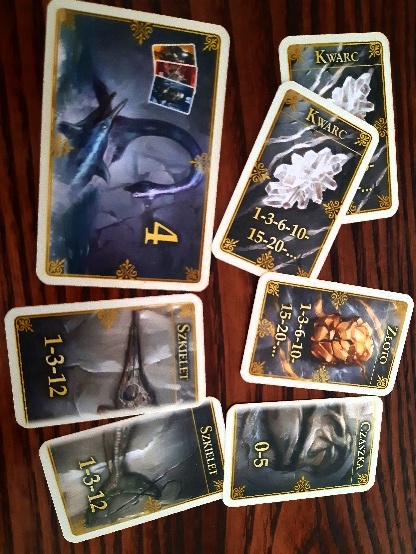 4
KWARC
...
KWARC
1-3-6-10-
15-20-...
ZŁOTO
1-3-6-10-
15-20-...
SZKIELET
1-3-12
SZKIELET
1-3-12
CZASZKA
0-5